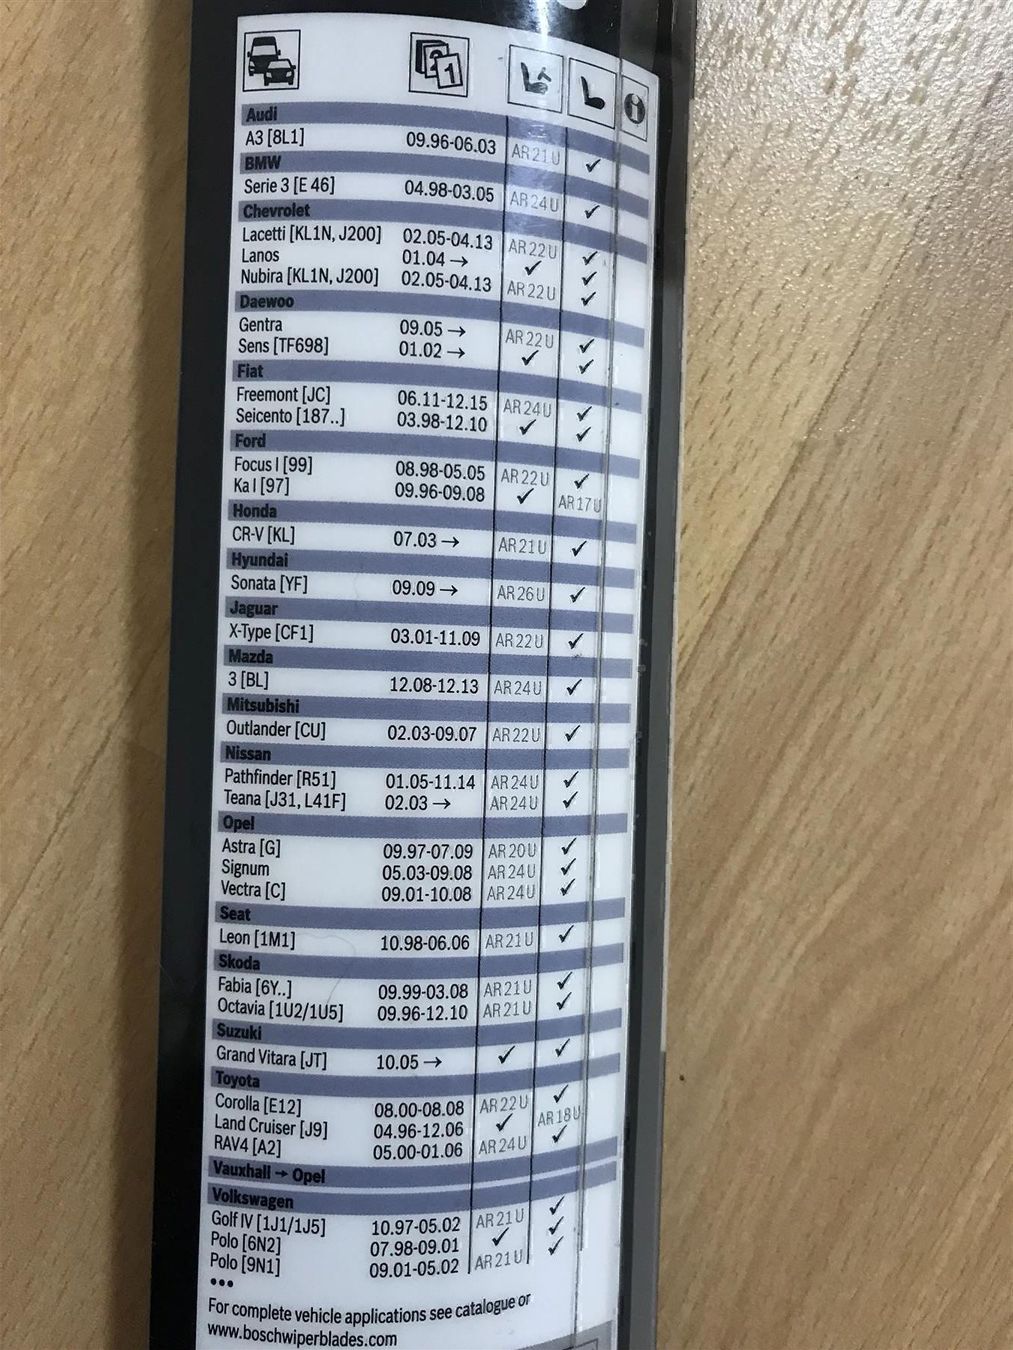 Audi
A3 [8L1] 09.96-06.03 AR21U ✓
BMW
Serie 3 [E 46] 04.98-03.05 AR24U ✓
Chevrolet
Lacetti [KL1N, J200] 02.05-04.13 AR22U ✓
Lanos 01.04 → ✓ ✓
Nubira [KL1N, J200] 02.05-04.13 AR22U ✓
Daewoo
Gentra 09.05 → AR22U ✓
Sens [TF698] 01.02 → ✓ ✓
Fiat
Freemont [JC] 06.11-12.15 AR24U ✓
Seicento [187..] 03.98-12.10 ✓ ✓
Ford
Focus I [99] 08.98-05.05 AR22U ✓
Ka I [97] 09.96-09.08 ✓ AR17U
Honda
CR-V [KL] 07.03 → AR21U ✓
Hyundai
Sonata [YF] 09.09 → AR26U ✓
Jaguar
X-Type [CF1] 03.01-11.09 AR22U ✓
Mazda
3 [BL] 12.08-12.13 AR24U ✓
Mitsubishi
Outlander [CU] 02.03-09.07 AR22U ✓
Nissan
Pathfinder [R51] 01.05-11.14 AR24U ✓
Teana [J31, L41F] 02.03 → AR24U ✓
Opel
Astra [G] 09.97-07.09 AR20U ✓
Signum 05.03-09.08 AR24U ✓
Vectra [C] 09.01-10.08 AR24U ✓
Seat
Leon [1M1] 10.98-06.06 AR21U ✓
Skoda
Fabia [6Y..] 09.99-03.08 AR21U ✓
Octavia [1U2/1U5] 09.96-12.10 AR21U ✓
Suzuki
Grand Vitara [JT] 10.05 → ✓ ✓
Toyota
Corolla [E12] 08.00-08.08 AR22U ✓
Land Cruiser [J9] 04.96-12.06 ✓ AR18U
RAV4 [A2] 05.00-01.06 AR24U ✓
Vauxhall → Opel
Volkswagen
Golf IV [1J1/1J5] 10.97-05.02 AR21U ✓
Polo [6N2] 07.98-09.01 ✓ ✓
Polo [9N1] 09.01-05.02 AR21U ✓
•••
For complete vehicle applications see catalogue or
www.boschwiperblades.com